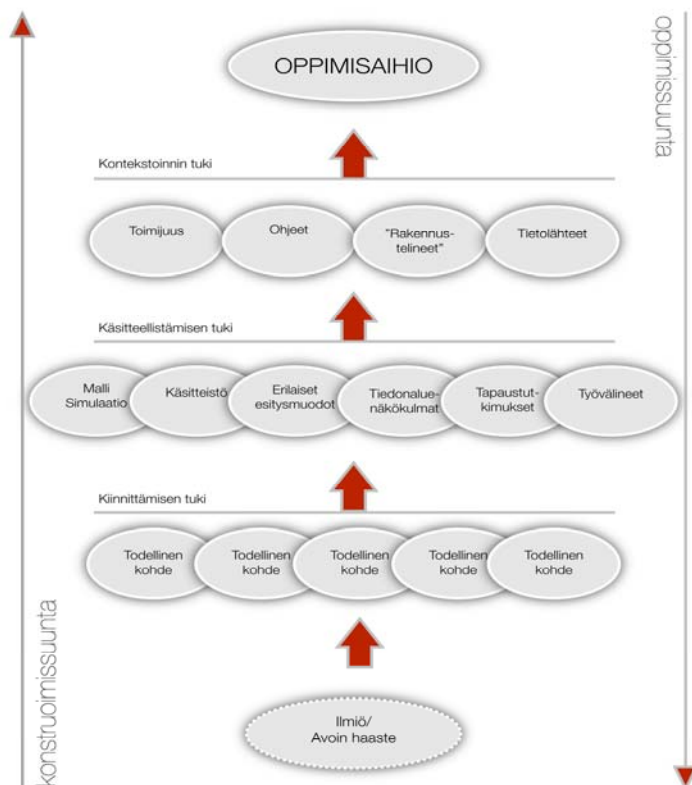 OPPIMISAIHIO
oppimissuunta
Kontekstoinnin tuki
Toimijuus
Ohjeet
"Rakennus-
telineet"
Tietolähteet
Käsitteellistämisen tuki
Malli
Simulaatio
Käsitteistö
Erilaiset
esitysmuodot
Tiedonalue-
näkökulmat
Tapaustut-
kimukset
Työvälineet
Kiinnittämisen tuki
Todellinen
kohde
Todellinen
kohde
Todellinen
kohde
Todellinen
kohde
Todellinen
kohde
konstruoimissuunta
Ilmiö/
Avoin haaste